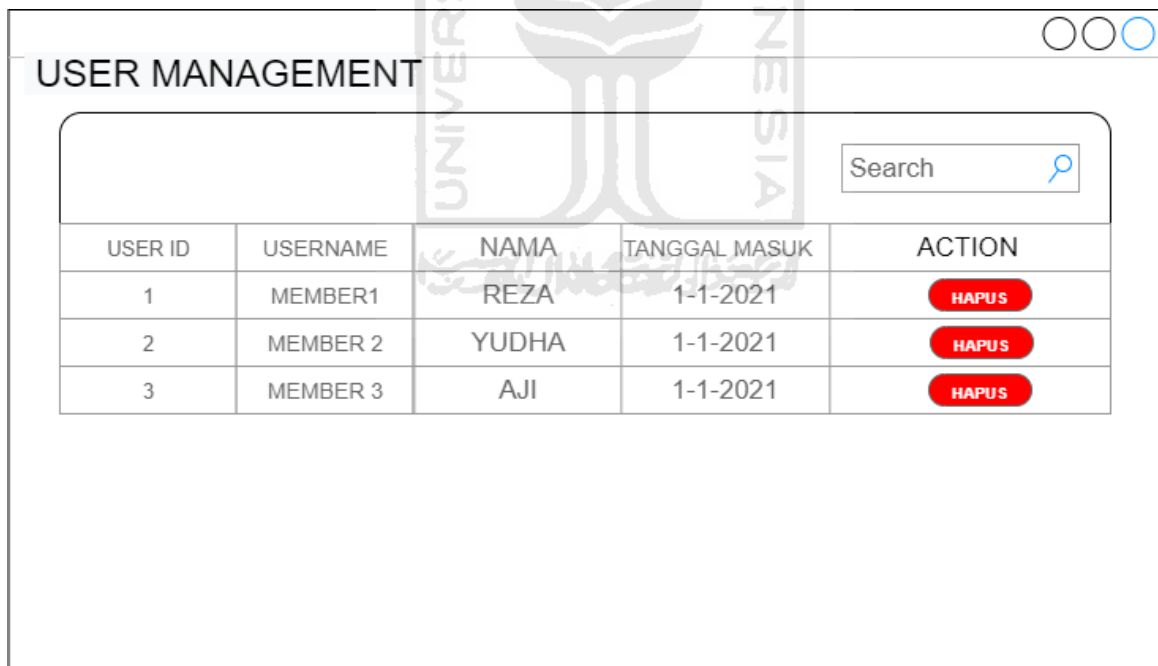 USER MANAGEMENT
Search
USER ID USERNAME NAMA TANGGAL MASUK ACTION
1 MEMBER1 REZA 1-1-2021 HAPUS
2 MEMBER 2 YUDHA 1-1-2021 HAPUS
3 MEMBER 3 AJI 1-1-2021 HAPUS